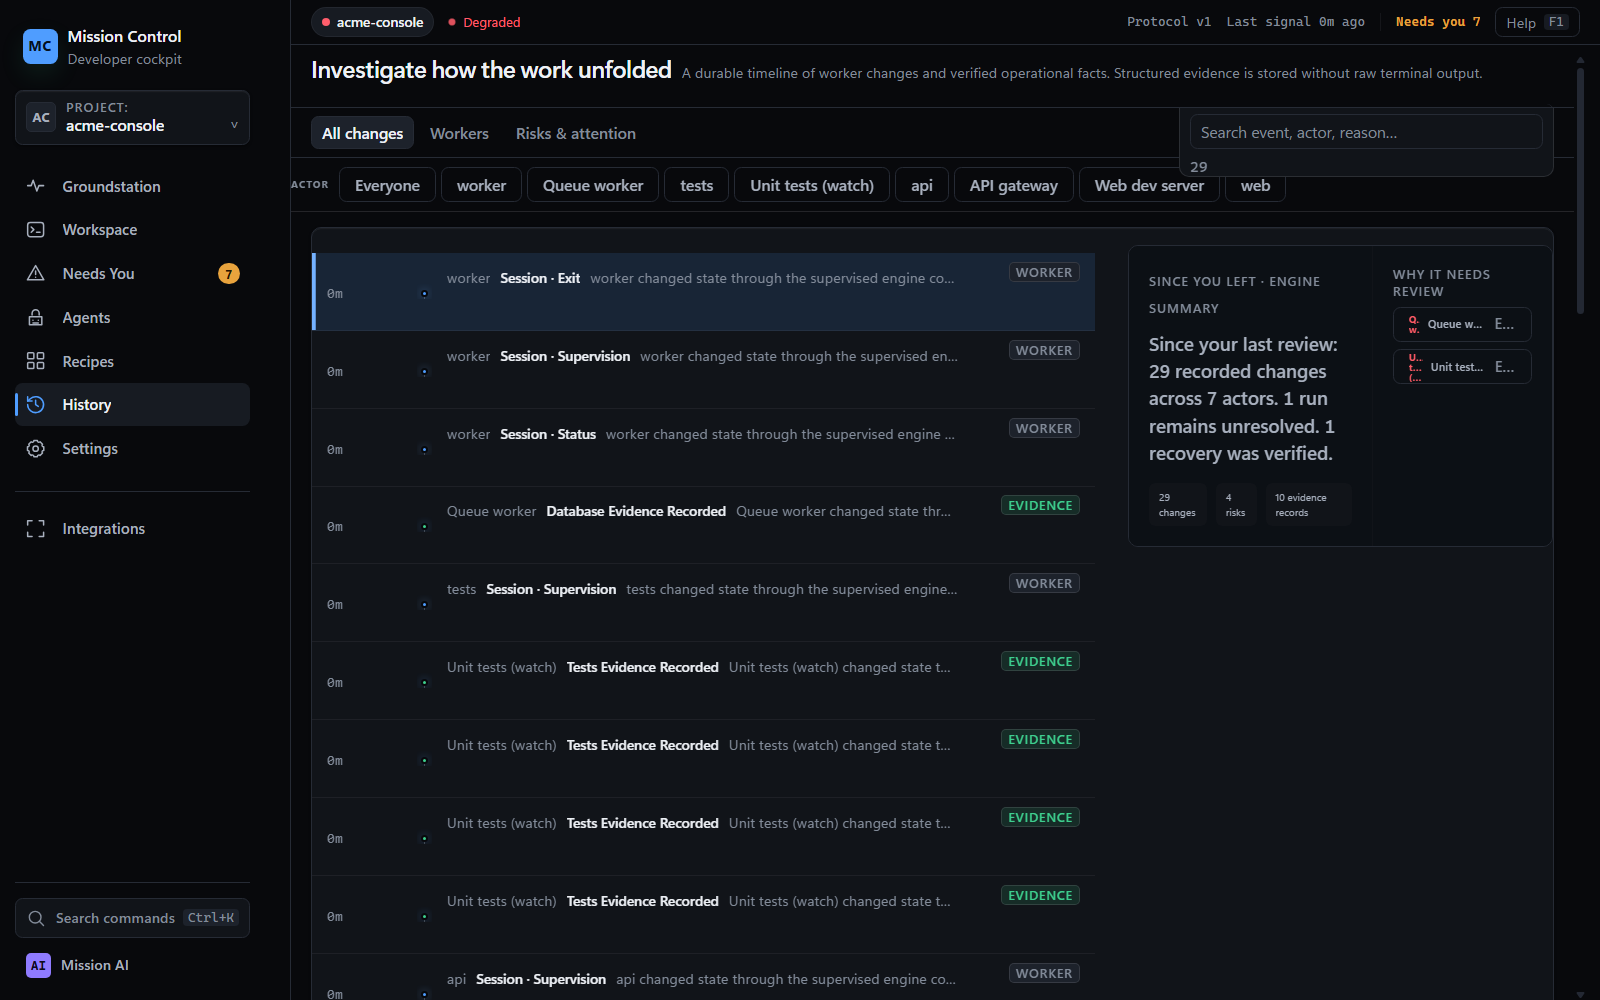 MC
Mission Control
Developer cockpit
AC
PROJECT:
acme-console
v
Groundstation
Workspace
Needs You
7
Agents
Recipes
History
Settings
Integrations
Search commands Ctrl+K
AI
Mission AI
acme-console
Degraded
Protocol v1 Last signal 0m ago
Needs you 7
Help F1
Investigate how the work unfolded
A durable timeline of worker changes and verified operational facts. Structured evidence is stored without raw terminal output.
All changes
Workers
Risks & attention
Search event, actor, reason...
29
ACTOR
Everyone
worker
Queue worker
tests
Unit tests (watch)
api
API gateway
Web dev server
web
0m
worker Session · Exit worker changed state through the supervised engine co...
WORKER
0m
worker Session · Supervision worker changed state through the supervised en...
WORKER
0m
worker Session · Status worker changed state through the supervised engine ...
WORKER
0m
Queue worker Database Evidence Recorded Queue worker changed state thr...
EVIDENCE
0m
tests Session · Supervision tests changed state through the supervised engine...
WORKER
0m
Unit tests (watch) Tests Evidence Recorded Unit tests (watch) changed state t...
EVIDENCE
0m
Unit tests (watch) Tests Evidence Recorded Unit tests (watch) changed state t...
EVIDENCE
0m
Unit tests (watch) Tests Evidence Recorded Unit tests (watch) changed state t...
EVIDENCE
0m
Unit tests (watch) Tests Evidence Recorded Unit tests (watch) changed state t...
EVIDENCE
0m
api Session · Supervision api changed state through the supervised engine co...
WORKER
SINCE YOU LEFT · ENGINE
SUMMARY
Since your last review:
29 recorded changes
across 7 actors. 1 run
remains unresolved. 1
recovery was verified.
29
changes
4
risks
10 evidence
records
WHY IT NEEDS
REVIEW
Q.
w.
Queue w...
E...
U...
t...
(...
Unit test...
E...